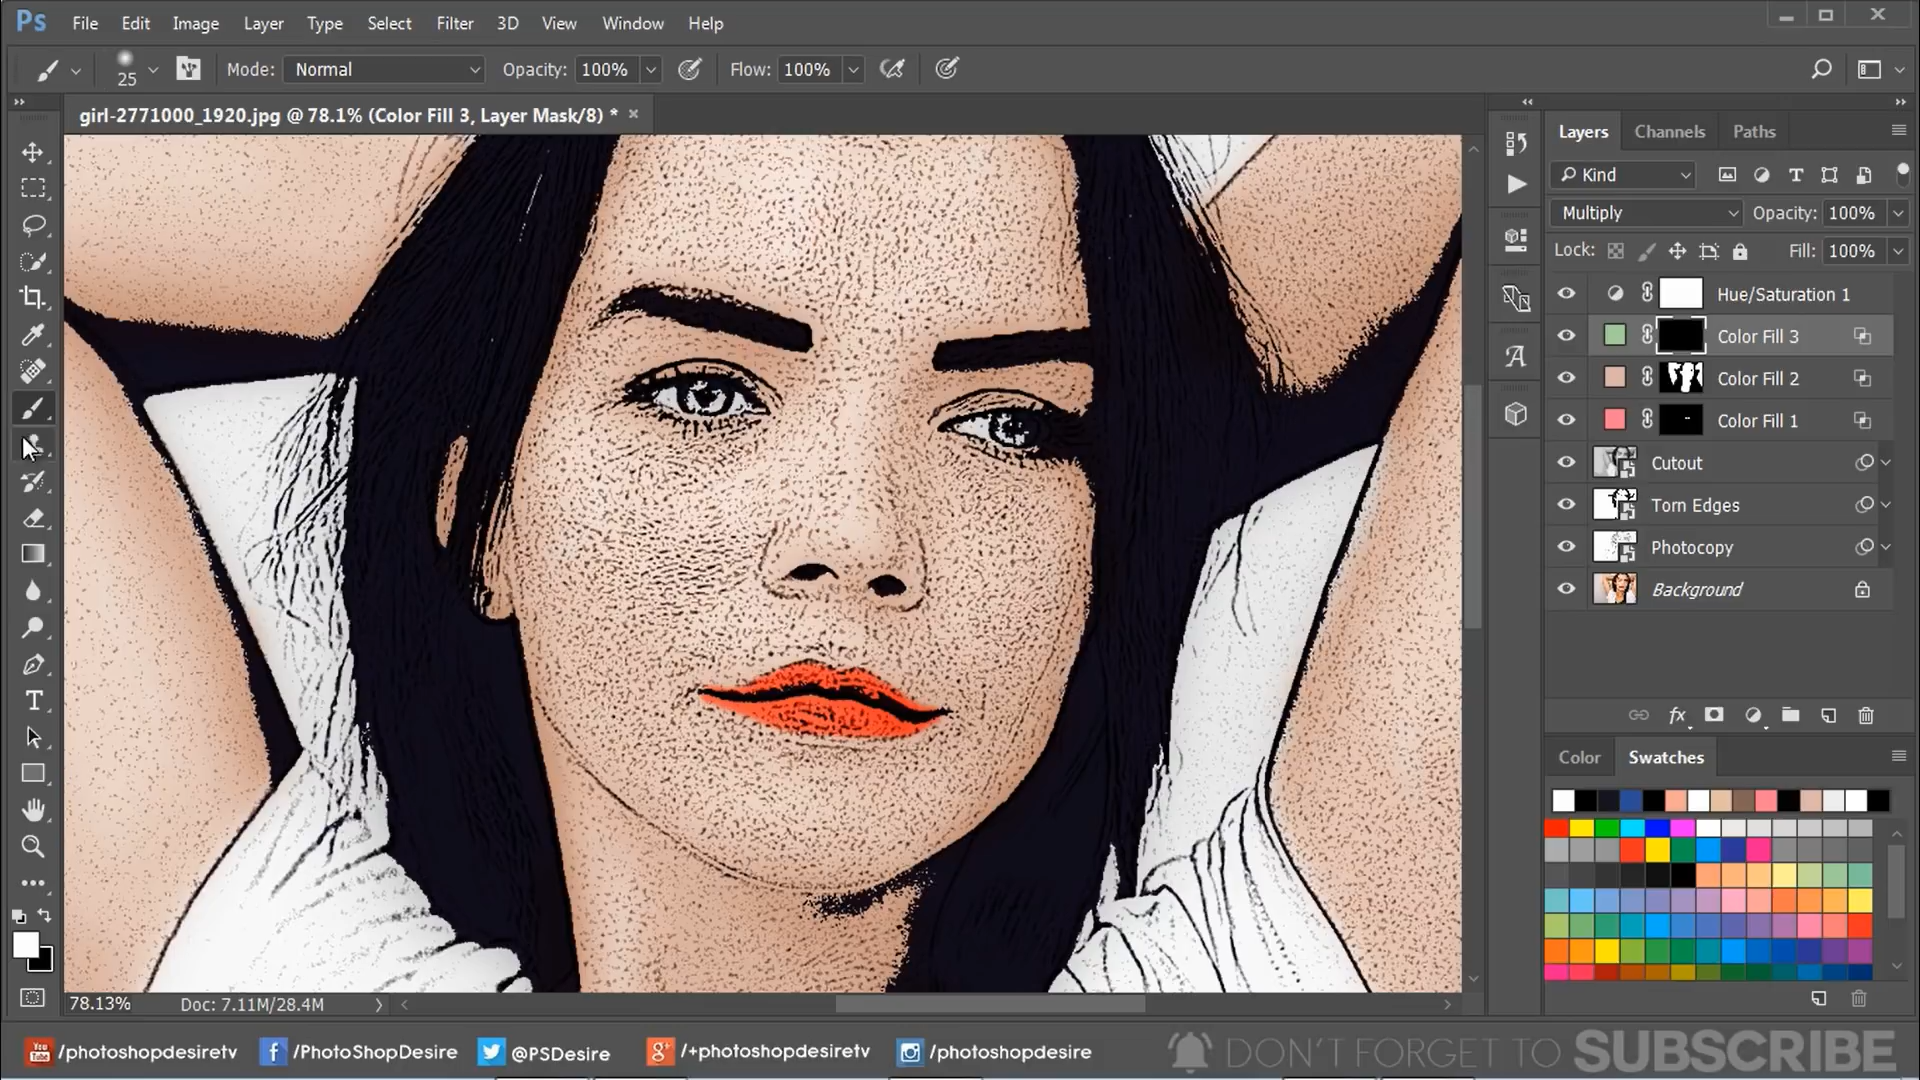 Ps File Edit Image Layer Type Select Filter 3D View Window Help
25 Mode: Normal Opacity: 100% Flow: 100%
girl-2771000_1920.jpg @ 78.1% (Color Fill 3, Layer Mask/8) *
Layers Channels Paths
Kind
Multiply Opacity: 100%
Lock: Fill: 100%
Hue/Saturation 1
Color Fill 3
Color Fill 2
Color Fill 1
Cutout
Torn Edges
Photocopy
Background
fx
Color Swatches
78.13% Doc: 7.11M/28.4M
You Tube /photoshopdesiretv /PhotoShopDesire @PSDesire g+ /+photoshopdesiretv /photoshopdesire DON'T FORGET TO SUBSCRIBE